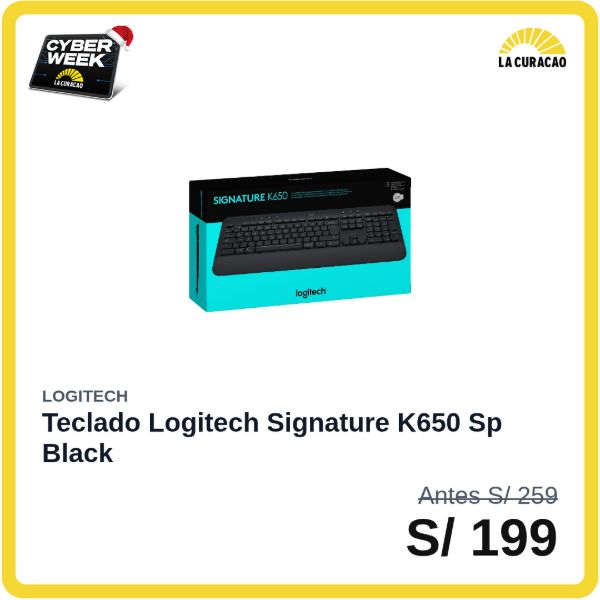 CYBER
WEEK
LA CURACAO
LA CURACAO
SIGNATURE K650
logitech
LOGITECH
Teclado Logitech Signature K650 Sp
Black
Antes S/ 259
S/ 199